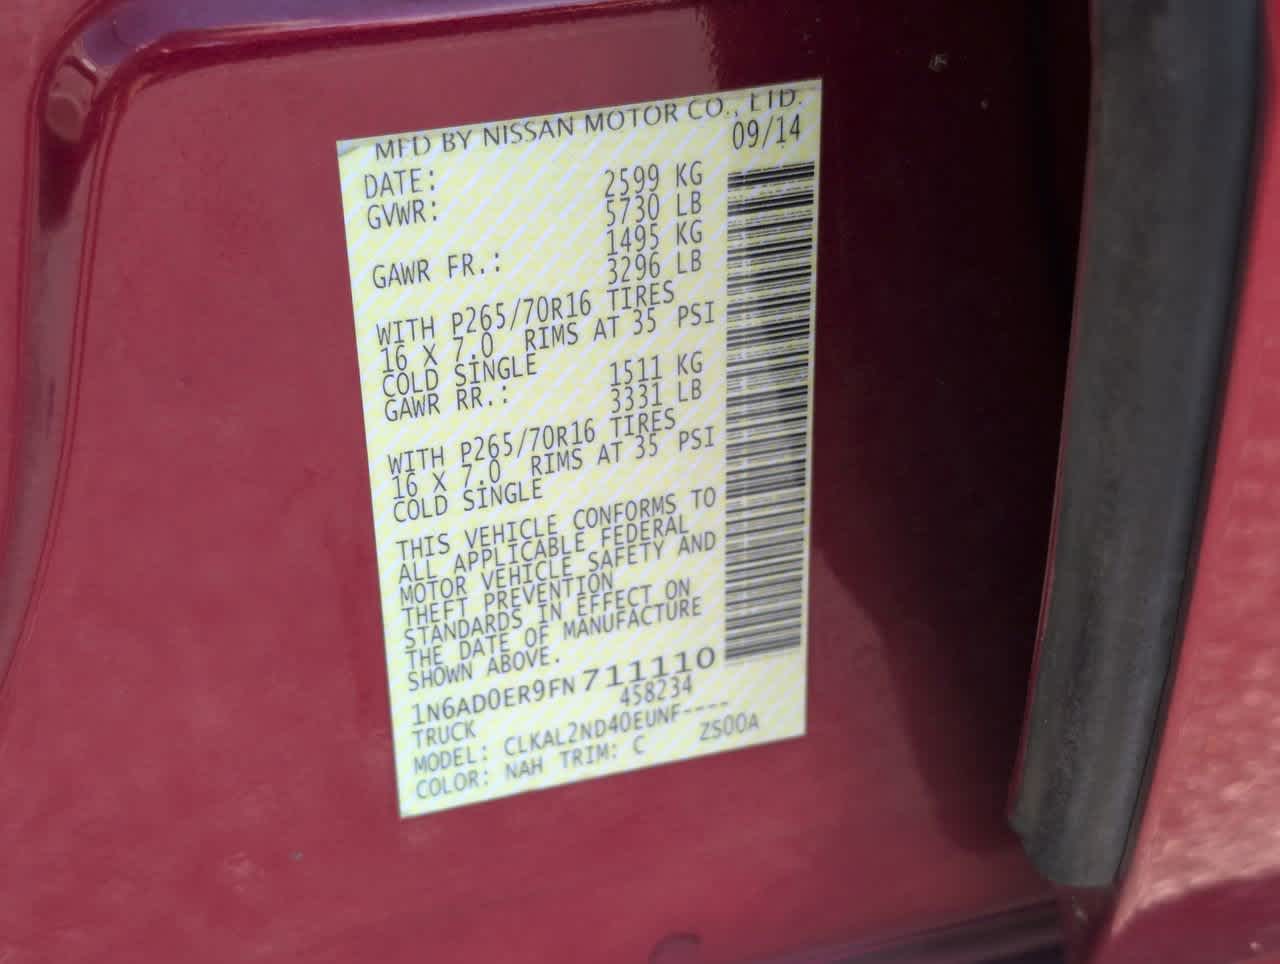 MFD BY NISSAN MOTOR CO., LTD.
DATE: 09/14
GVWR: 2599 KG
5730 LB
GAWR FR.: 1495 KG
3296 LB
WITH P265/70R16 TIRES
16 X 7.0 RIMS AT 35 PSI
COLD SINGLE
GAWR RR.: 1511 KG
3331 LB
WITH P265/70R16 TIRES
16 X 7.0 RIMS AT 35 PSI
COLD SINGLE
THIS VEHICLE CONFORMS TO
ALL APPLICABLE FEDERAL
MOTOR VEHICLE SAFETY AND
THEFT PREVENTION
STANDARDS IN EFFECT ON
THE DATE OF MANUFACTURE
SHOWN ABOVE.
1N6AD0ER9FN711110
TRUCK 458234
MODEL: CLKAL2ND40EUNF----
COLOR: NAH TRIM: C ZS00A